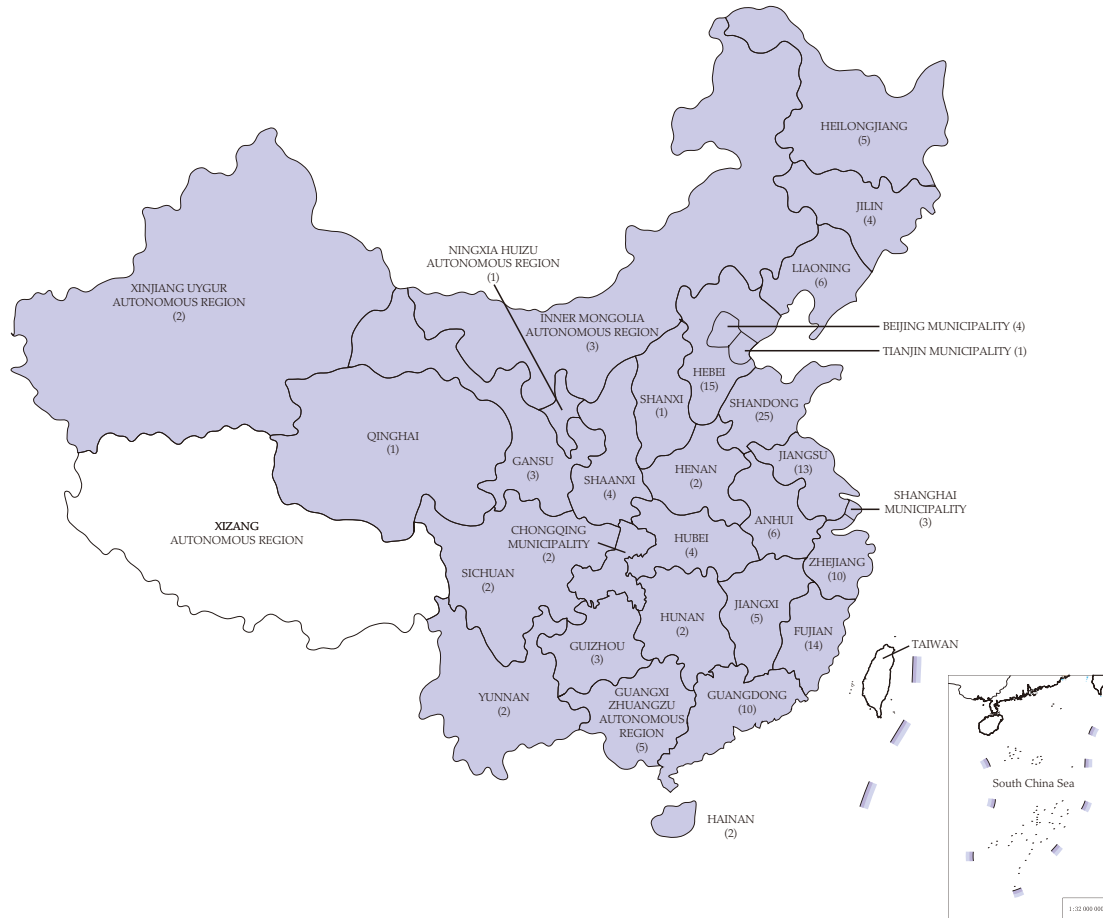 HEILONGJIANG
(5)
JILIN
(4)
LIAONING
(6)
NINGXIA HUIZU
AUTONOMOUS REGION
(1)
XINJIANG UYGUR
AUTONOMOUS REGION
(2)
INNER MONGOLIA
AUTONOMOUS REGION
(3)
BEIJING MUNICIPALITY (4)
TIANJIN MUNICIPALITY (1)
HEBEI
(15)
SHANXI
(1)
SHANDONG
(25)
QINGHAI
(1)
GANSU
(3)
SHAANXI
(4)
HENAN
(2)
JIANGSU
(13)
SHANGHAI
MUNICIPALITY
(3)
XIZANG
AUTONOMOUS REGION
CHONGQING
MUNICIPALITY
(2)
HUBEI
(4)
ANHUI
(6)
ZHEJIANG
(10)
SICHUAN
(2)
HUNAN
(2)
JIANGXI
(5)
FUJIAN
(14)
GUIZHOU
(3)
TAIWAN
YUNNAN
(2)
GUANGXI
ZHUANGZU
AUTONOMOUS
REGION
(5)
GUANGDONG
(10)
HAINAN
(2)
South China Sea
1:32 000 000